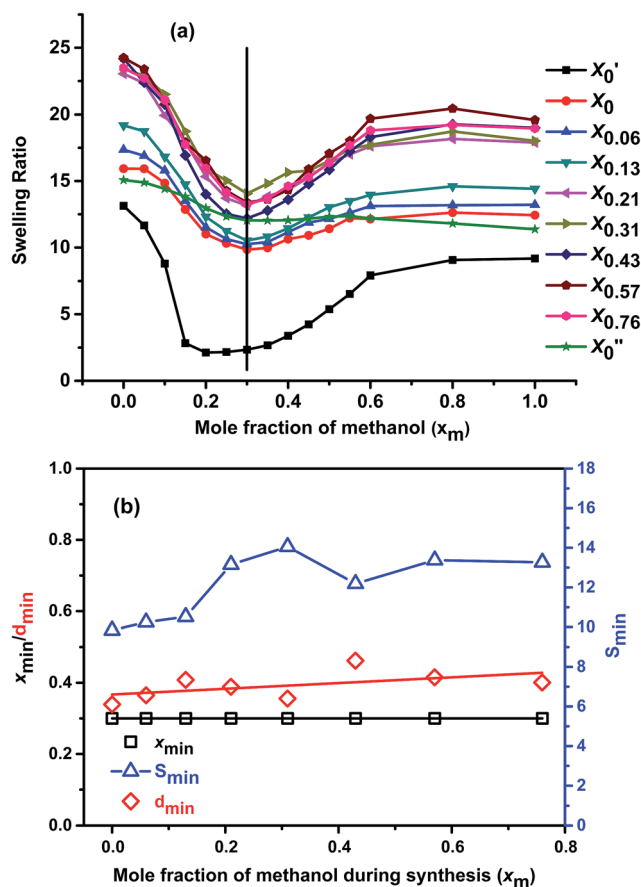 (a)
25
20
15
10
5
0
Swelling Ratio
0.0 0.2 0.4 0.6 0.8 1.0
Mole fraction of methanol (xm)
X0'
X0
X0.06
X0.13
X0.21
X0.31
X0.43
X0.57
X0.76
X0''
(b)
1.0
0.8
0.6
0.4
0.2
0.0
xmin/dmin
18
16
14
12
10
8
6
4
2
0
Smin
xmin
Smin
dmin
0.0 0.2 0.4 0.6 0.8
Mole fraction of methanol during synthesis (xm)